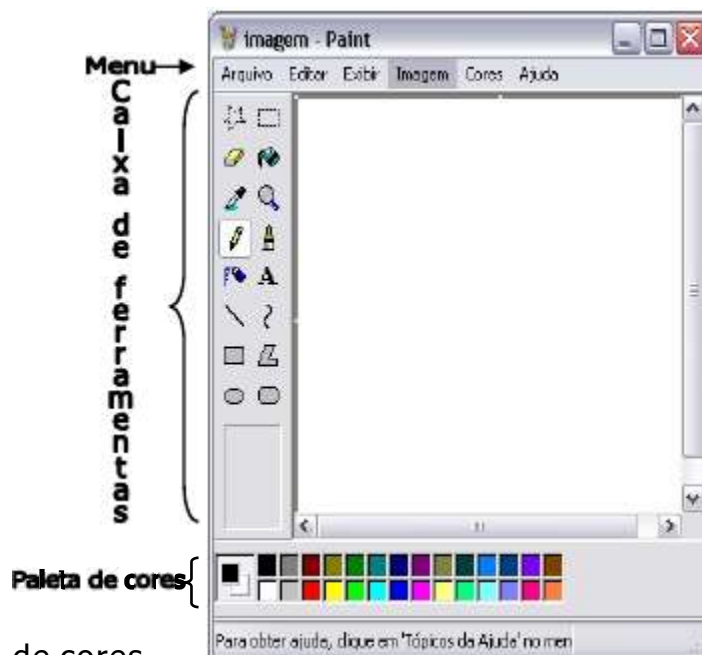 imagem - Paint
Menu
Arquivo Editar Exibir Imagem Cores Ajuda
Caixa de ferramentas
A
Paleta de cores
Para obter ajuda, clique em 'Tópicos da Ajuda' no men
de cores